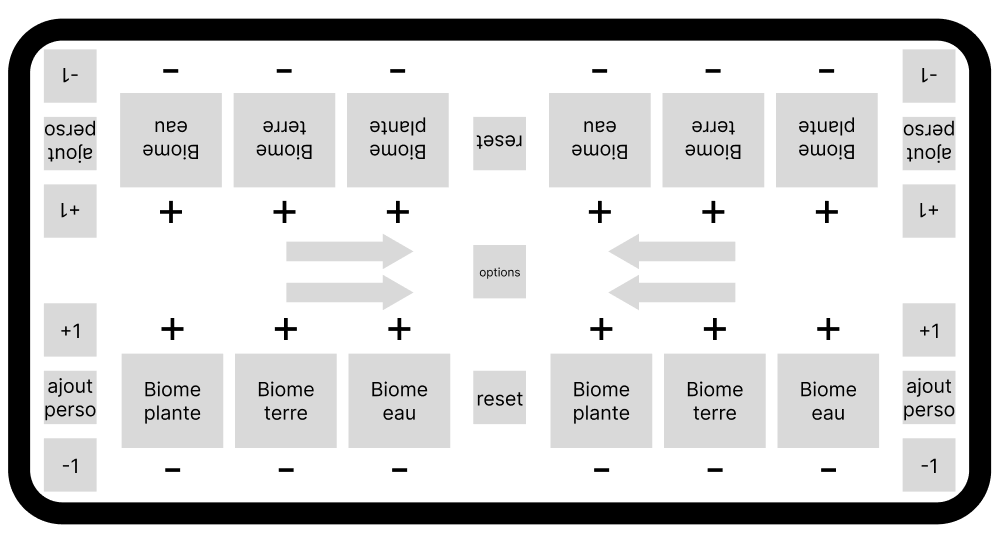 -1
ajout
perso
+1
- - -
Biome
eau
Biome
terre
Biome
plante
+ + +
reset
- - -
Biome
eau
Biome
terre
Biome
plante
+ + +
-1
ajout
perso
+1
options
+1
ajout
perso
-1
+ + +
Biome
plante
Biome
terre
Biome
eau
- - -
reset
+ + +
Biome
plante
Biome
terre
Biome
eau
- - -
+1
ajout
perso
-1